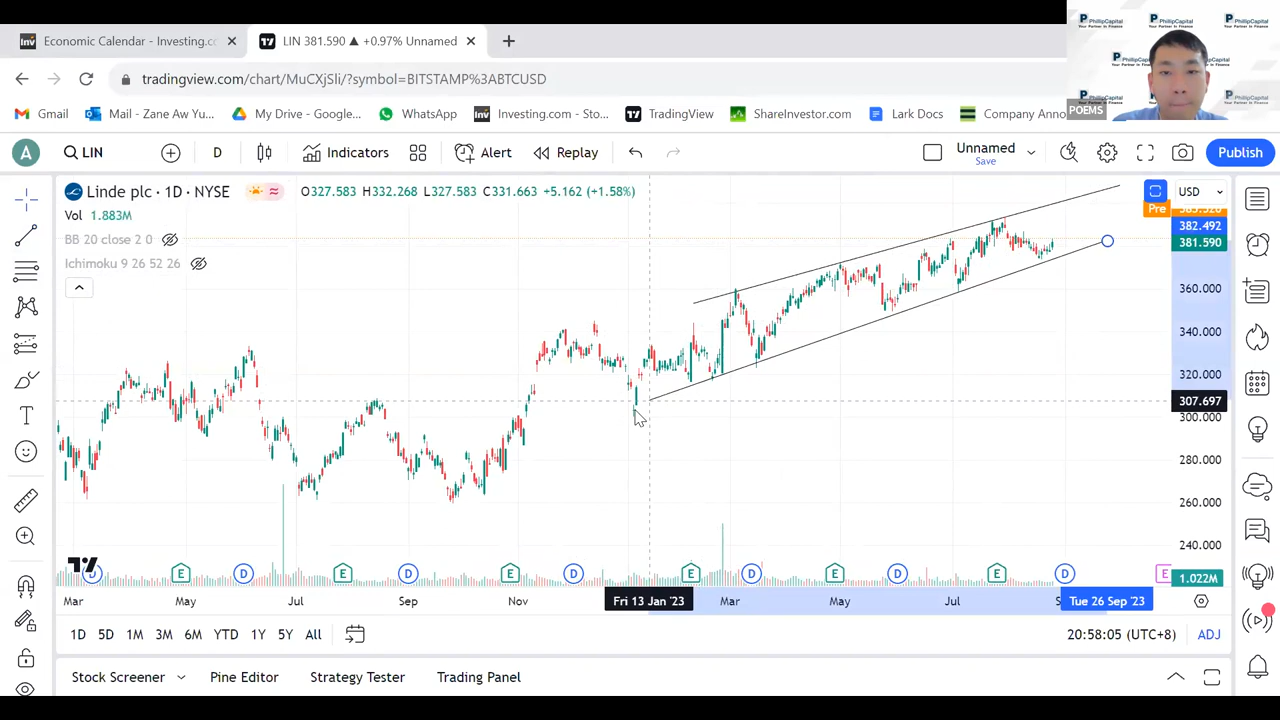 Economic Calendar - Investing.co
LIN 381.590 ▲ +0.97% Unnamed
tradingview.com/chart/MuCXjSIi/?symbol=BITSTAMP%3ABTCUSD
Gmail
Mail - Zane Aw Yu...
My Drive - Google...
WhatsApp
Investing.com - Sto...
TradingView
ShareInvestor.com
Lark Docs
Company Anno
PhillipCapital
Your Partner In Finance
POEMS
A
LIN
D
Indicators
Alert
Replay
Unnamed
Save
Publish
Linde plc · 1D · NYSE
O327.583 H332.268 L327.583 C331.663 +5.162 (+1.58%)
Vol 1.883M
BB 20 close 2 0
Ichimoku 9 26 52 26
USD
Pre
382.492
381.590
360.000
340.000
320.000
307.697
300.000
280.000
260.000
240.000
1.022M
D E D E D E D E D E D E D E
Mar
May
Jul
Sep
Nov
Fri 13 Jan '23
Mar
May
Jul
Tue 26 Sep '23
1D 5D 1M 3M 6M YTD 1Y 5Y All
20:58:05 (UTC+8)
ADJ
Stock Screener
Pine Editor
Strategy Tester
Trading Panel